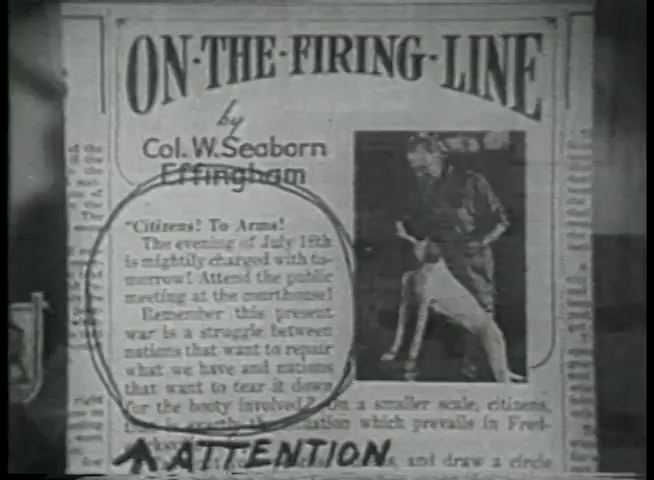 ON-THE-FIRING-LINE
by
Col. W. Seaborn
Effingham
"Citizens! To Arms!
The evening of July 18th
is mightily charged with to-
morrow! Attend the public
meeting at the courthouse!
Remember this present
war is a struggle between
nations that want to repair
what we have and nations
that want to tear it down
for the booty involved! On a smaller scale, citizens,
exactly the situation which prevails in Fred-
ATTENTION
and draw a circle